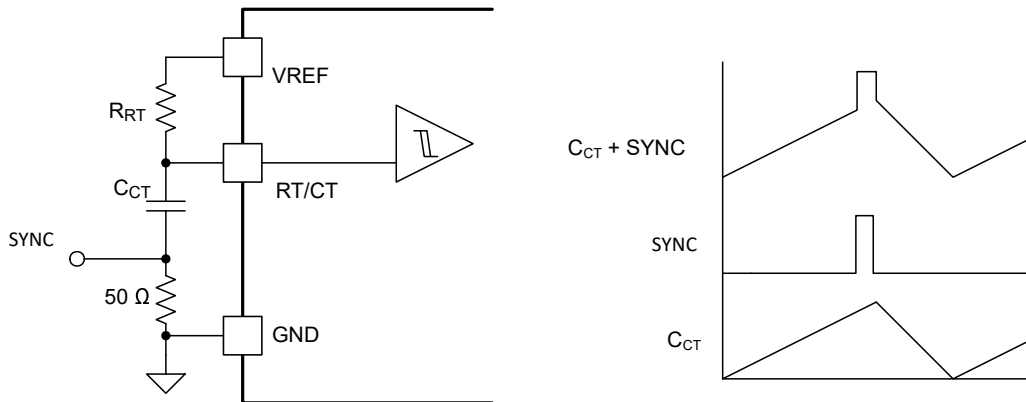 VREF
R_RT
RT/CT
C_CT
SYNC
50 Ω
GND
C_CT + SYNC
SYNC
C_CT